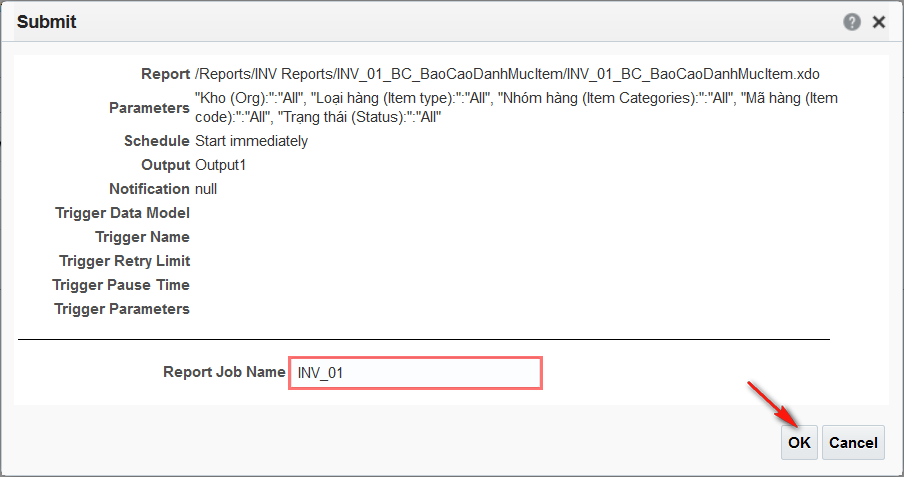 Submit
Report /Reports/INV Reports/INV_01_BC_BaoCaoDanhMucItem/INV_01_BC_BaoCaoDanhMucItem.xdo
Parameters "Kho (Org):":"All", "Loại hàng (Item type):":"All", "Nhóm hàng (Item Categories):":"All", "Mã hàng (Item
code):":"All", "Trạng thái (Status):":"All"
Schedule Start immediately
Output Output1
Notification null
Trigger Data Model
Trigger Name
Trigger Retry Limit
Trigger Pause Time
Trigger Parameters
Report Job Name INV_01
OK Cancel